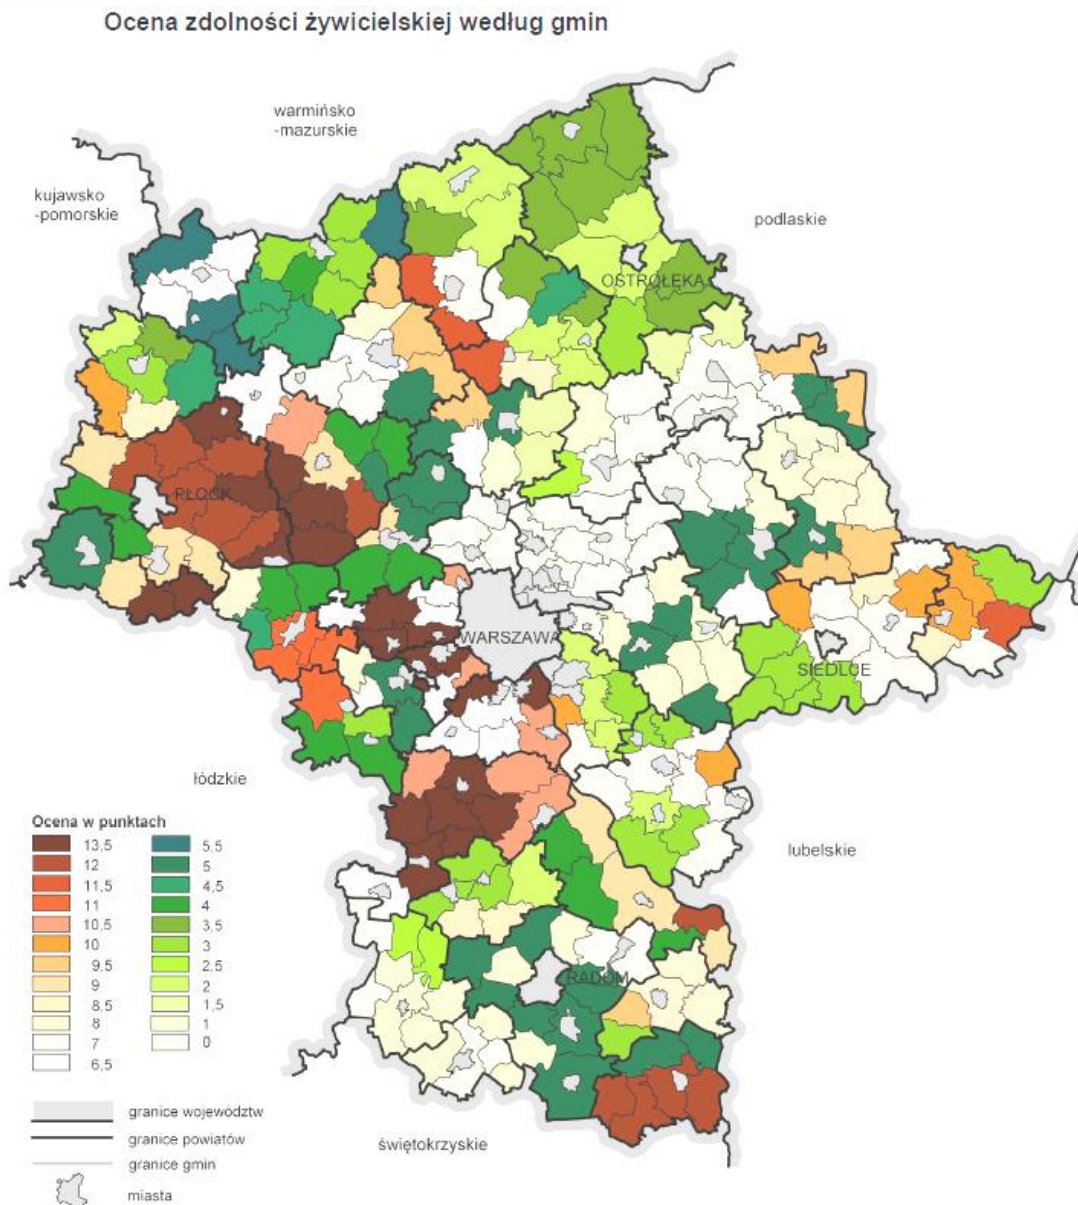 Ocena zdolności żywicielskiej według gmin
warmińsko
-mazurskie
kujawsko
-pomorskie
podlaskie
OSTROŁĘKA
PŁOCK
WARSZAWA
SIEDLCE
łódzkie
lubelskie
RADOM
świętokrzyskie
Ocena w punktach
13,5 5,5
12 5
11,5 4,5
11 4
10,5 3,5
10 3
9,5 2,5
9 2
8,5 1,5
8 1
7 0
6,5
granice województw
granice powiatów
granice gmin
miasta